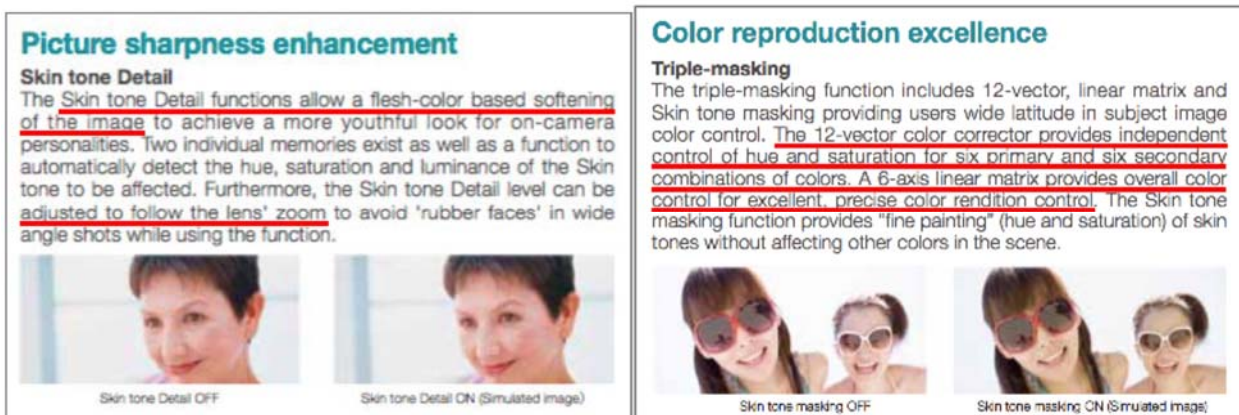 Picture sharpness enhancement
Skin tone Detail
The Skin tone Detail functions allow a flesh-color based softening
of the image to achieve a more youthful look for on-camera
personalities. Two individual memories exist as well as a function to
automatically detect the hue, saturation and luminance of the Skin
tone to be affected. Furthermore, the Skin tone Detail level can be
adjusted to follow the lens' zoom to avoid 'rubber faces' in wide
angle shots while using the function.
Skin tone Detail OFF
Skin tone Detail ON (Simulated image)
Color reproduction excellence
Triple-masking
The triple-masking function includes 12-vector, linear matrix and
Skin tone masking providing users wide latitude in subject image
color control. The 12-vector color corrector provides independent
control of hue and saturation for six primary and six secondary
combinations of colors. A 6-axis linear matrix provides overall color
control for excellent, precise color rendition control. The Skin tone
masking function provides "fine painting" (hue and saturation) of skin
tones without affecting other colors in the scene.
Skin tone masking OFF
Skin tone masking ON (Simulated image)